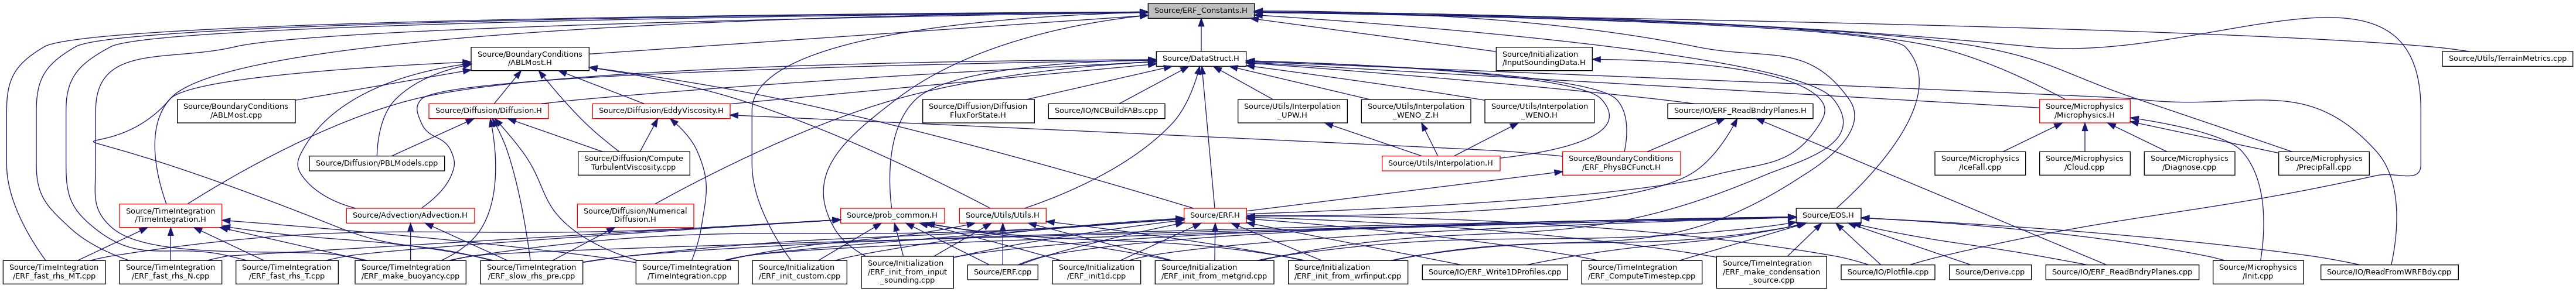 Source/ERF_Constants.H
Source/BoundaryConditions
/ABLMost.H
Source/DataStruct.H
Source/Initialization
/InputSoundingData.H
Source/Utils/TerrainMetrics.cpp
Source/BoundaryConditions
/ABLMost.cpp
Source/Diffusion/Diffusion.H
Source/Diffusion/EddyViscosity.H
Source/Diffusion/Diffusion
FluxForState.H
Source/IO/NCBuildFABs.cpp
Source/Utils/Interpolation
_UPW.H
Source/Utils/Interpolation
_WENO_Z.H
Source/Utils/Interpolation
_WENO.H
Source/IO/ERF_ReadBndryPlanes.H
Source/Microphysics
/Microphysics.H
Source/Diffusion/PBLModels.cpp
Source/Diffusion/Compute
TurbulentViscosity.cpp
Source/Utils/Interpolation.H
Source/BoundaryConditions
/ERF_PhysBCFunct.H
Source/Microphysics
/IceFall.cpp
Source/Microphysics
/Cloud.cpp
Source/Microphysics
/Diagnose.cpp
Source/Microphysics
/PrecipFall.cpp
Source/TimeIntegration
/TimeIntegration.H
Source/Advection/Advection.H
Source/Diffusion/Numerical
Diffusion.H
Source/prob_common.H
Source/Utils/Utils.H
Source/ERF.H
Source/EOS.H
Source/TimeIntegration
/ERF_fast_rhs_MT.cpp
Source/TimeIntegration
/ERF_fast_rhs_N.cpp
Source/TimeIntegration
/ERF_fast_rhs_T.cpp
Source/TimeIntegration
/ERF_make_buoyancy.cpp
Source/TimeIntegration
/ERF_slow_rhs_pre.cpp
Source/TimeIntegration
/TimeIntegration.cpp
Source/Initialization
/ERF_init_custom.cpp
Source/Initialization
/ERF_init_from_input
_sounding.cpp
Source/ERF.cpp
Source/Initialization
/ERF_init1d.cpp
Source/Initialization
/ERF_init_from_metgrid.cpp
Source/Initialization
/ERF_init_from_wrfinput.cpp
Source/IO/ERF_Write1DProfiles.cpp
Source/TimeIntegration
/ERF_ComputeTimestep.cpp
Source/TimeIntegration
/ERF_make_condensation
_source.cpp
Source/IO/Plotfile.cpp
Source/Derive.cpp
Source/IO/ERF_ReadBndryPlanes.cpp
Source/Microphysics
/Init.cpp
Source/IO/ReadFromWRFBdy.cpp